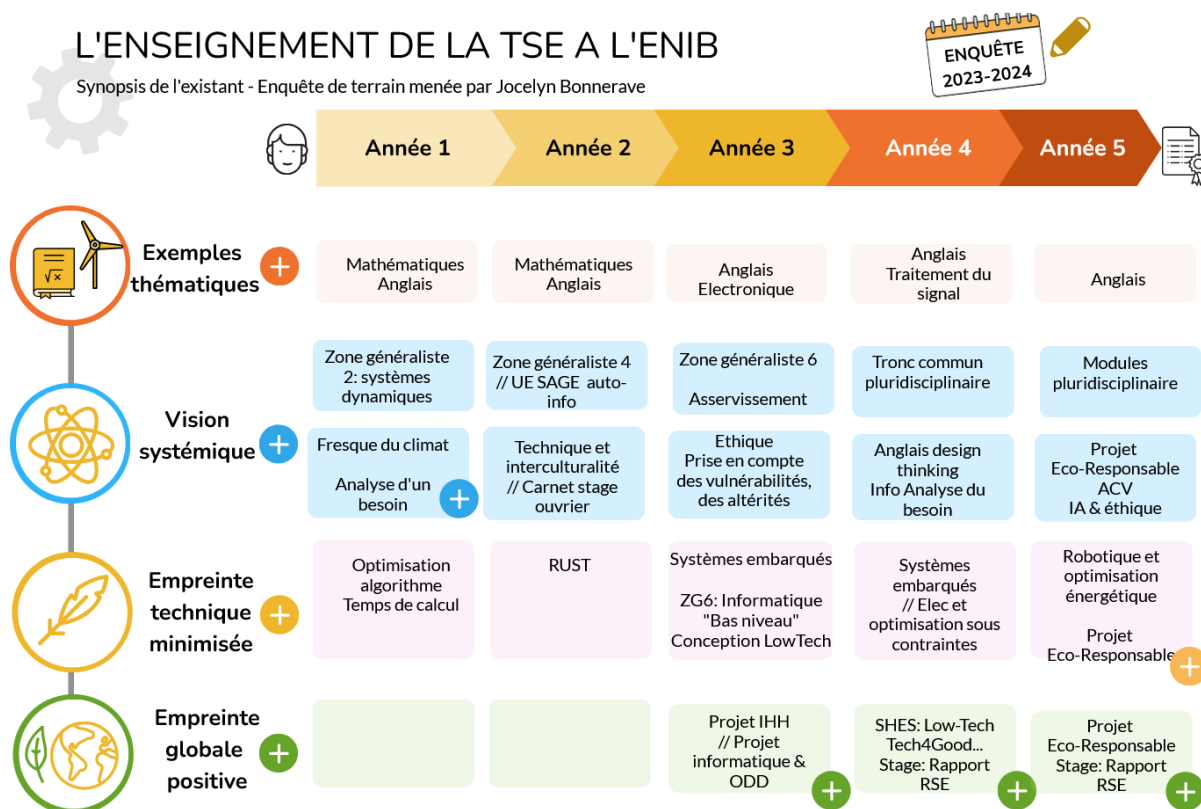 L'ENSEIGNEMENT DE LA TSE A L'ENIB
Synopsis de l'existant - Enquête de terrain menée par Jocelyn Bonnerave
ENQUÊTE
2023-2024
Année 1
Année 2
Année 3
Année 4
Année 5
Exemples
thématiques
Mathématiques
Anglais
Mathématiques
Anglais
Anglais
Electronique
Anglais
Traitement du
signal
Anglais
Vision
systémique
Zone généraliste
2: systèmes
dynamiques
Zone généraliste 4
// UE SAGE auto-
info
Zone généraliste 6
Asservissement
Tronc commun
pluridisciplinaire
Modules
pluridisciplinaire
Fresque du climat
Analyse d'un
besoin
Technique et
interculturalité
// Carnet stage
ouvrier
Ethique
Prise en compte
des vulnérabilités,
des altérités
Anglais design
thinking
Info Analyse du
besoin
Projet
Eco-Responsable
ACV
IA & éthique
Empreinte
technique
minimisée
Optimisation
algorithme
Temps de calcul
RUST
Systèmes embarqués
ZG6: Informatique
"Bas niveau"
Conception LowTech
Systèmes
embarqués
// Elec et
optimisation sous
contraintes
Robotique et
optimisation
énergétique
Projet
Eco-Responsable
Empreinte
globale
positive
Projet IHH
// Projet
informatique &
ODD
SHES: Low-Tech
Tech4Good...
Stage: Rapport
RSE
Projet
Eco-Responsable
Stage: Rapport
RSE